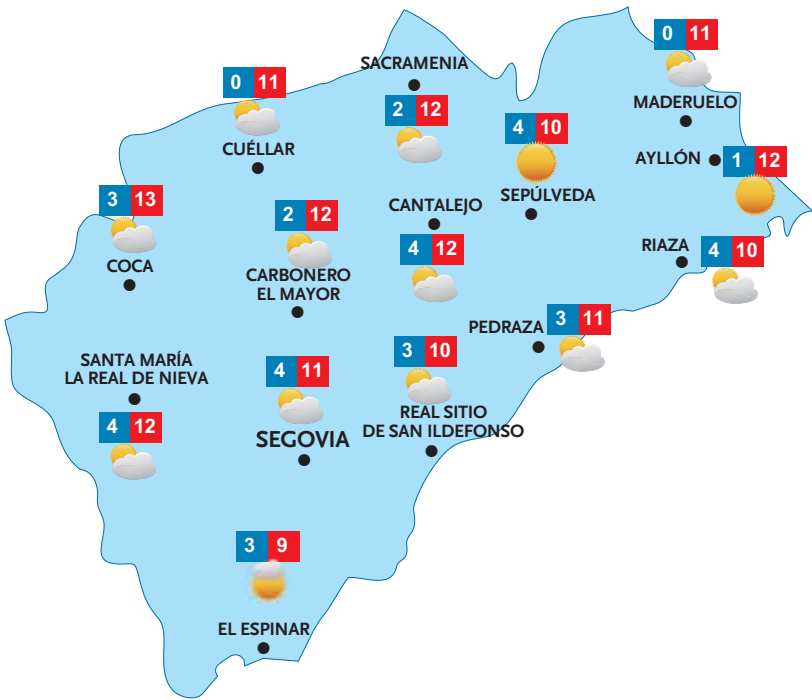 0 11
MADERUELO
SACRAMENIA
2 12
0 11
CUÉLLAR
4 10
SEPÚLVEDA
AYLLÓN
1 12
3 13
COCA
2 12
CARBONERO
EL MAYOR
CANTALEJO
4 12
RIAZA
4 10
PEDRAZA
3 11
SANTA MARÍA
LA REAL DE NIEVA
4 12
4 11
SEGOVIA
3 10
REAL SITIO
DE SAN ILDEFONSO
3 9
EL ESPINAR